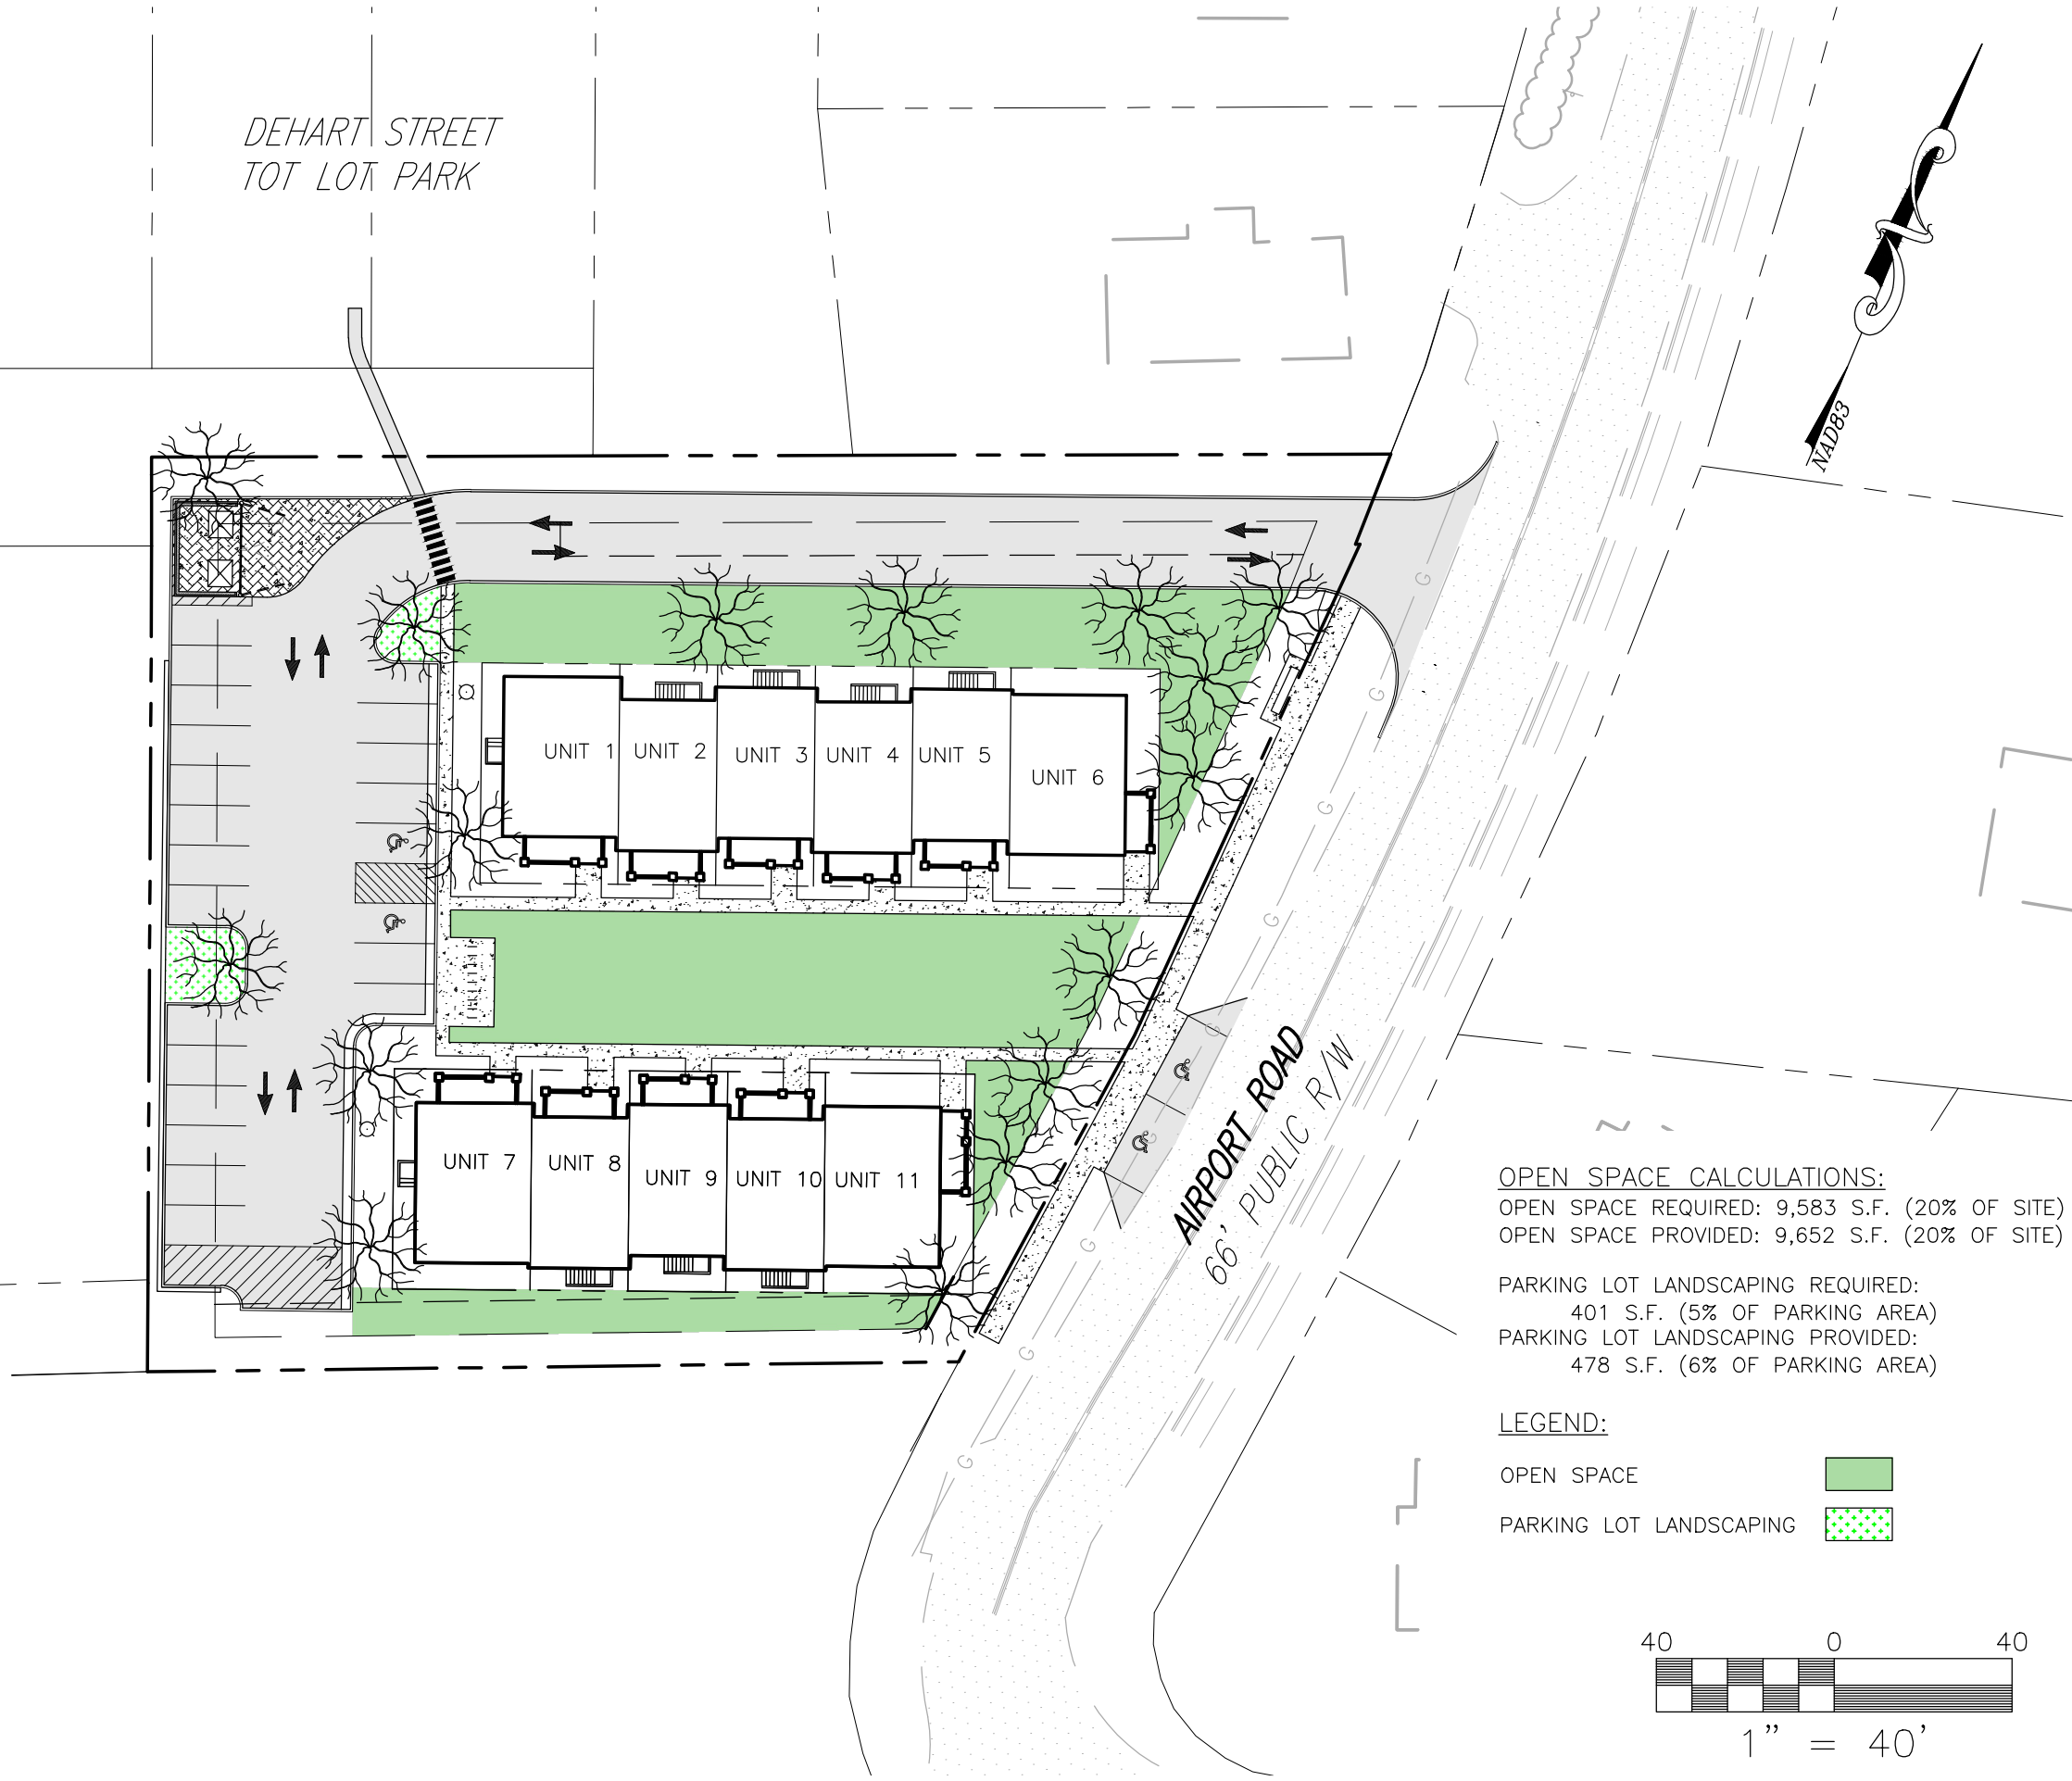 DEHART STREET
TOT LOT PARK
NAD83
UNIT 1
UNIT 2
UNIT 3
UNIT 4
UNIT 5
UNIT 6
G
G
G
G
G
G
G
G
G
G
UNIT 7
UNIT 8
UNIT 9
UNIT 10
UNIT 11
AIRPORT ROAD
66' PUBLIC R/W
OPEN SPACE CALCULATIONS:
OPEN SPACE REQUIRED: 9,583 S.F. (20% OF SITE)
OPEN SPACE PROVIDED: 9,652 S.F. (20% OF SITE)
PARKING LOT LANDSCAPING REQUIRED:
401 S.F. (5% OF PARKING AREA)
PARKING LOT LANDSCAPING PROVIDED:
478 S.F. (6% OF PARKING AREA)
LEGEND:
OPEN SPACE
PARKING LOT LANDSCAPING
40 0 40
1" = 40'